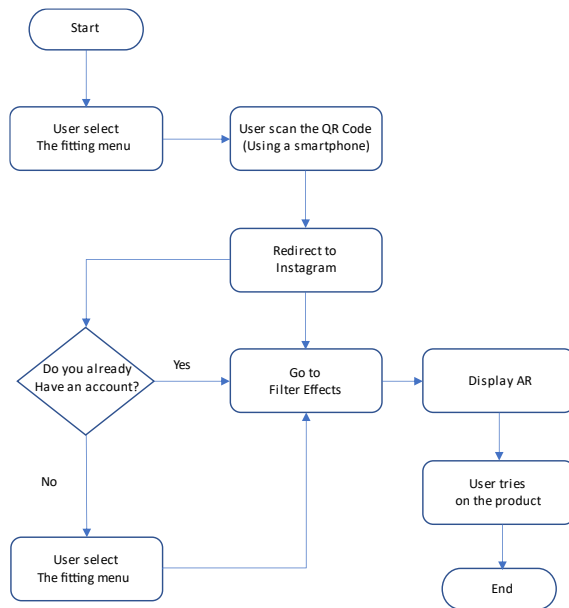 Start
User select
The fitting menu
User scan the QR Code
(Using a smartphone)
Redirect to
Instagram
Do you already
Have an account?
Yes
Go to
Filter Effects
Display AR
No
User tries
on the product
User select
The fitting menu
End